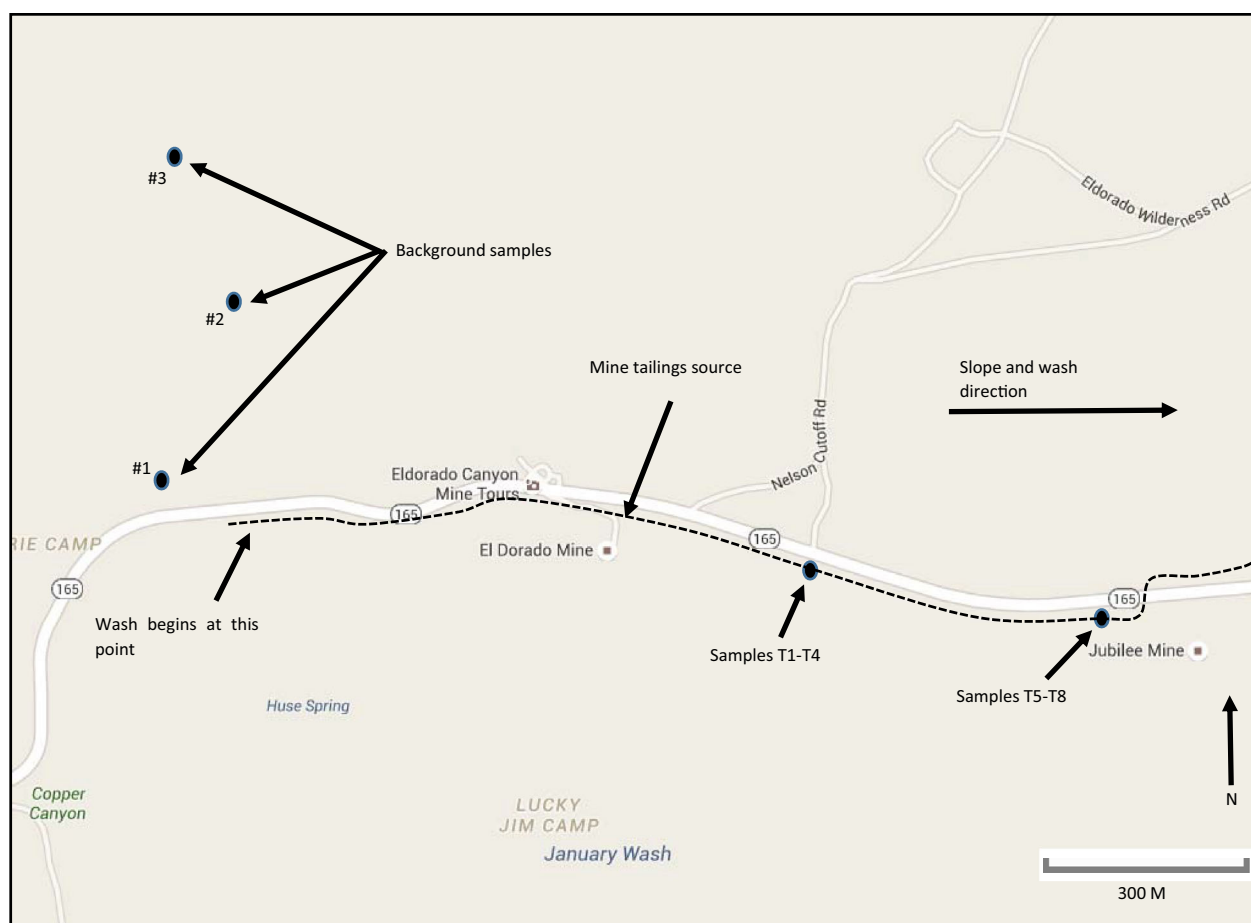 #3
Background samples
#2
Eldorado Wilderness Rd
Mine tailings source
Slope and wash
direction
#1
Eldorado Canyon
Mine Tours
Nelson Cutoff Rd
165
RIE CAMP
El Dorado Mine
165
165
165
Wash begins at this
point
Samples T1-T4
Jubilee Mine
Samples T5-T8
Huse Spring
Copper
Canyon
LUCKY
JIM CAMP
January Wash
N
300 M